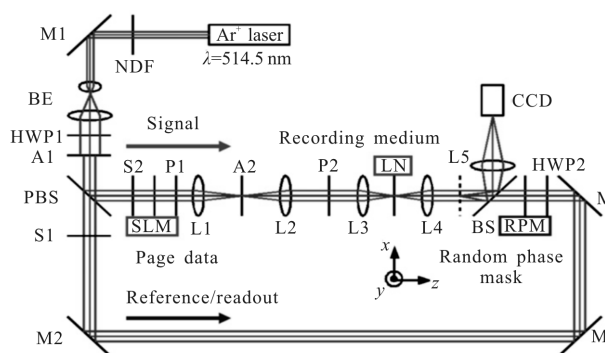 M1
Ar+ laser
NDF
λ=514.5 nm
BE
CCD
HWP1
Signal
Recording medium
A1
S2 P1 A2 P2 LN L5 HWP2
PBS
M
S1
SLM L1 L2 L3 L4 BS RPM
Page data
x
y z
Random phase
mask
Reference/readout
M2
M